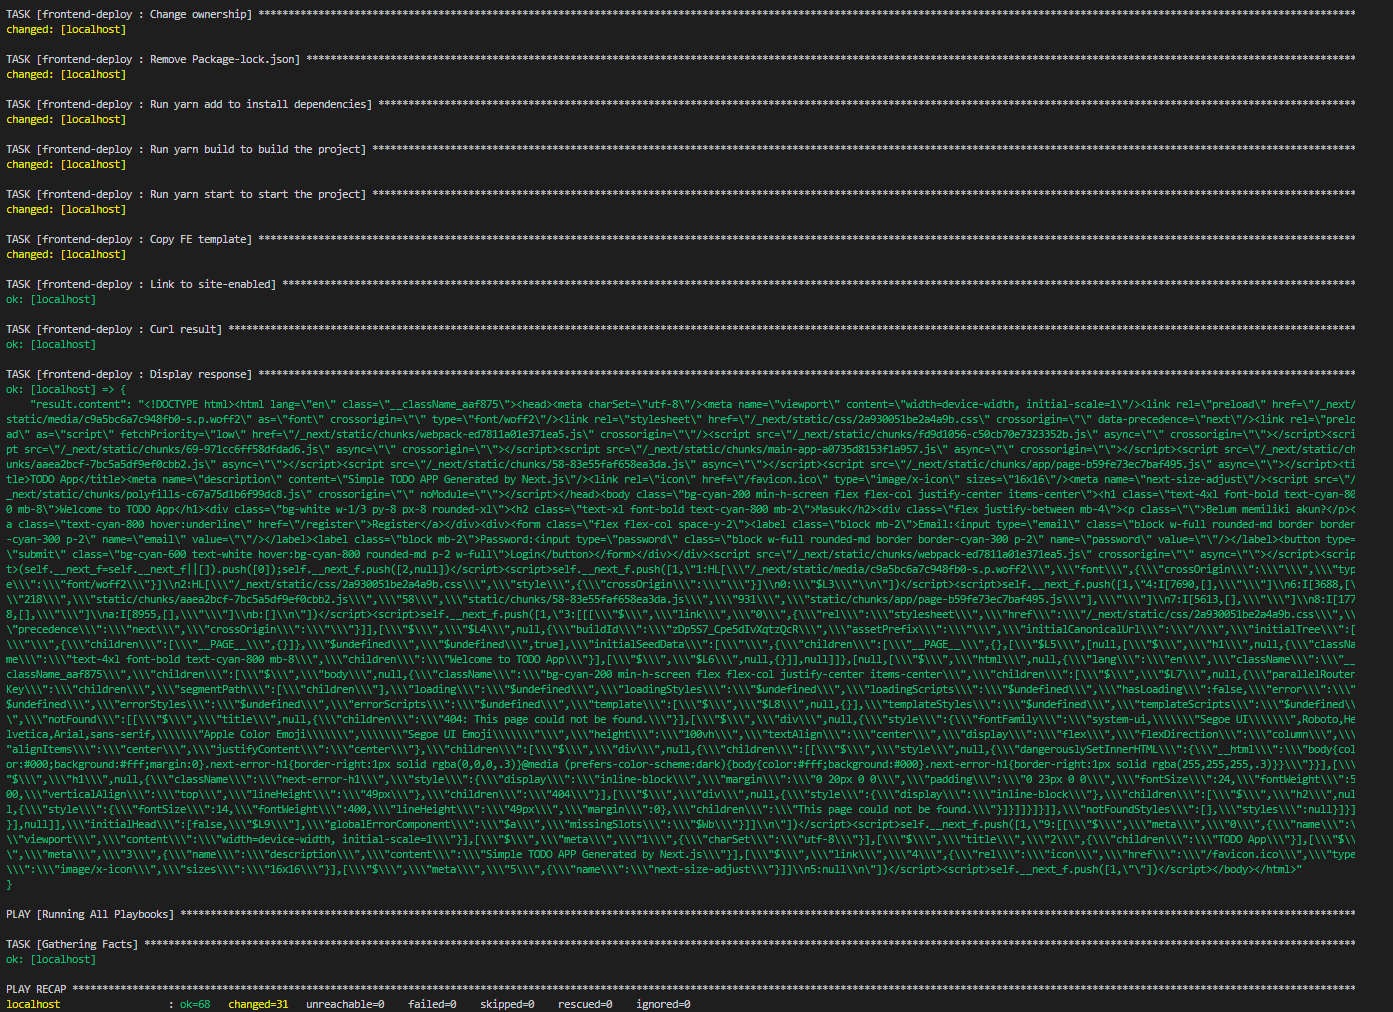 TASK [frontend-deploy : Change ownership] ****************************************************************
changed: [localhost]
TASK [frontend-deploy : Remove Package-lock.json] ****************************************************************
changed: [localhost]
TASK [frontend-deploy : Run yarn add to install dependencies] ****************************************************************
changed: [localhost]
TASK [frontend-deploy : Run yarn build to build the project] ****************************************************************
changed: [localhost]
TASK [frontend-deploy : Run yarn start to start the project] ****************************************************************
changed: [localhost]
TASK [frontend-deploy : Copy FE template] ****************************************************************
changed: [localhost]
TASK [frontend-deploy : Link to site-enabled] ****************************************************************
ok: [localhost]
TASK [frontend-deploy : Curl result] ****************************************************************
ok: [localhost]
TASK [frontend-deploy : Display response] ****************************************************************
ok: [localhost] => {
"result.content": "<!DOCTYPE html><html lang=\"en\" class=\"__className_aaf875\"><head><meta charSet=\"utf-8\"/><meta name=\"viewport\" content=\"width=device-width, initial-scale=1\"/><link rel=\"preload\" href=\"/_next/
static/media/c9a5bc6a7c948fb0-s.p.woff2\" as=\"font\" crossorigin=\"\" type=\"font/woff2\"/><link rel=\"stylesheet\" href=\"/_next/static/css/2a930051be2a4a9b.css\" crossorigin=\"\" data-precedence=\"next\"/><link rel=\"prelo
ad\" as=\"script\" fetchPriority=\"low\" href=\"/_next/static/chunks/webpack-ed7811a01e371ea5.js\" crossorigin=\"\"/><script src=\"/_next/static/chunks/fd9d1056-c50cb70e7323352b.js\" async=\"\" crossorigin=\"\"></script><scri
pt src=\"/_next/static/chunks/69-971cc6ff58dfdad6.js\" async=\"\" crossorigin=\"\"></script><script src=\"/_next/static/chunks/main-app-a0735d8153f1a957.js\" async=\"\" crossorigin=\"\"></script><script src=\"/_next/static/ch
unks/aaea2bcf-7bc5a5df9ef0cbb2.js\" async=\"\"></script><script src=\"/_next/static/chunks/58-83e55faf658ea3da.js\" async=\"\"></script><script src=\"/_next/static/chunks/app/page-b59fe73ec7baf495.js\" async=\"\"></script><ti
tle>TODO App</title><meta name=\"description\" content=\"Simple TODO APP Generated by Next.js\"/><link rel=\"icon\" href=\"/favicon.ico\" type=\"image/x-icon\" sizes=\"16x16\"/><meta name=\"next-size-adjust\"/><script src=\"/
_next/static/chunks/polyfills-c67a75d1b6f99dc8.js\" crossorigin=\"\" noModule=\"\"></script></head><body class=\"bg-cyan-200 min-h-screen flex flex-col justify-center items-center\"><h1 class=\"text-4xl font-bold text-cyan-80
0 mb-8\">Welcome to TODO App</h1><div class=\"bg-white w-1/3 py-8 px-8 rounded-xl\"><h2 class=\"text-xl font-bold text-cyan-800 mb-2\">Masuk</h2><div class=\"flex justify-between mb-4\"><p class=\"\">Belum memiliki akun?</p><
a class=\"text-cyan-800 hover:underline\" href=\"/register\">Register</a></div><div><form class=\"flex flex-col space-y-2\"><label class=\"block mb-2\">Email:<input type=\"email\" class=\"block w-full rounded-md border border
-cyan-300 p-2\" name=\"email\" value=\"\"/></label><label class=\"block mb-2\">Password:<input type=\"password\" class=\"block w-full rounded-md border border-cyan-300 p-2\" name=\"password\" value=\"\"/></label><button type=
\"submit\" class=\"bg-cyan-600 text-white hover:bg-cyan-800 rounded-md p-2 w-full\">Login</button></form></div></div><script src=\"/_next/static/chunks/webpack-ed7811a01e371ea5.js\" crossorigin=\"\" async=\"\"></script><scrip
t>(self.__next_f=self.__next_f||[]).push([0]);self.__next_f.push([2,null])</script><script>self.__next_f.push([1,\"1:HL[\\\"/_next/static/media/c9a5bc6a7c948fb0-s.p.woff2\\\",\\\"font\\\",{\\\"crossOrigin\\\":\\\"\\\",\\\"typ
e\\\":\\\"font/woff2\\\"}]\\n2:HL[\\\"/_next/static/css/2a930051be2a4a9b.css\\\",\\\"style\\\",{\\\"crossOrigin\\\":\\\"\\\"}]\\n0:\\\"$L3\\\"\\n\"])</script><script>self.__next_f.push([1,\"4:I[7690,[],\\\"\\\"]\\n6:I[3688,[\
\\"218\\\",\\\"static/chunks/aaea2bcf-7bc5a5df9ef0cbb2.js\\\",\\\"58\\\",\\\"static/chunks/58-83e55faf658ea3da.js\\\",\\\"931\\\",\\\"static/chunks/app/page-b59fe73ec7baf495.js\\\"],\\\"\\\"]\\n7:I[5613,[],\\\"\\\"]\\n8:I[177
8,[],\\\"\\\"]\\na:I[8955,[],\\\"\\\"]\\nb:[]\\n\"])</script><script>self.__next_f.push([1,\"3:[[[\\\"$\\\",\\\"link\\\",\\\"0\\\",{\\\"rel\\\":\\\"stylesheet\\\",\\\"href\\\":\\\"/_next/static/css/2a930051be2a4a9b.css\\\",\\
\"precedence\\\":\\\"next\\\",\\\"crossOrigin\\\":\\\"\\\"}]],[\\\"$\\\",\\\"$L4\\\",null,{\\\"buildId\\\":\\\"zDp5S7_Cpe5dIvXqtzQcR\\\",\\\"assetPrefix\\\":\\\"\\\",\\\"initialCanonicalUrl\\\":\\\"/\\\",\\\"initialTree\\\":[
\\\"\\\",{\\\"children\\\":[\\\"__PAGE__\\\",{}]},\\\"$undefined\\\",\\\"$undefined\\\",true],\\\"initialSeedData\\\":[\\\"\\\",{\\\"children\\\":[\\\"__PAGE__\\\",{},[\\\"$L5\\\",[null,[\\\"$\\\",\\\"h1\\\",null,{\\\"classNa
me\\\":\\\"text-4xl font-bold text-cyan-800 mb-8\\\",\\\"children\\\":\\\"Welcome to TODO App\\\"}],[\\\"$\\\",\\\"$L6\\\",null,{}]],null]]},[null,[\\\"$\\\",\\\"html\\\",null,{\\\"lang\\\":\\\"en\\\",\\\"className\\\":\\\"__
className_aaf875\\\",\\\"children\\\":[\\\"$\\\",\\\"body\\\",null,{\\\"className\\\":\\\"bg-cyan-200 min-h-screen flex flex-col justify-center items-center\\\",\\\"children\\\":[\\\"$\\\",\\\"$L7\\\",null,{\\\"parallelRouter
Key\\\":\\\"children\\\",\\\"segmentPath\\\":[\\\"children\\\"],\\\"loading\\\":\\\"$undefined\\\",\\\"loadingStyles\\\":\\\"$undefined\\\",\\\"loadingScripts\\\":\\\"$undefined\\\",\\\"hasLoading\\\":false,\\\"error\\\":\\\"
$undefined\\\",\\\"errorStyles\\\":\\\"$undefined\\\",\\\"errorScripts\\\":\\\"$undefined\\\",\\\"template\\\":[\\\"$\\\",\\\"$L8\\\",null,{}],\\\"templateStyles\\\":\\\"$undefined\\\",\\\"templateScripts\\\":\\\"$undefined\\
\",\\\"notFound\\\":[[\\\"$\\\",\\\"title\\\",null,{\\\"children\\\":\\\"404: This page could not be found.\\\"}],[\\\"$\\\",\\\"div\\\",null,{\\\"style\\\":{\\\"fontFamily\\\":\\\"system-ui,\\\\\\\"Segoe UI\\\\\\\",Roboto,He
lvetica,Arial,sans-serif,\\\\\\\"Apple Color Emoji\\\\\\\",\\\\\\\"Segoe UI Emoji\\\\\\\"\\\",\\\"height\\\":\\\"100vh\\\",\\\"textAlign\\\":\\\"center\\\",\\\"display\\\":\\\"flex\\\",\\\"flexDirection\\\":\\\"column\\\",\\\
"alignItems\\\":\\\"center\\\",\\\"justifyContent\\\":\\\"center\\\"},\\\"children\\\":[\\\"$\\\",\\\"div\\\",null,{\\\"children\\\":[[\\\"$\\\",\\\"style\\\",null,{\\\"dangerouslySetInnerHTML\\\":{\\\"__html\\\":\\\"body{col
or:#000;background:#fff;margin:0}.next-error-h1{border-right:1px solid rgba(0,0,0,.3)}@media (prefers-color-scheme:dark){body{color:#fff;background:#000}.next-error-h1{border-right:1px solid rgba(255,255,255,.3)}}\\\"}}],[\\\
"$\\\",\\\"h1\\\",null,{\\\"className\\\":\\\"next-error-h1\\\",\\\"style\\\":{\\\"display\\\":\\\"inline-block\\\",\\\"margin\\\":\\\"0 20px 0 0\\\",\\\"padding\\\":\\\"0 23px 0 0\\\",\\\"fontSize\\\":24,\\\"fontWeight\\\":5
00,\\\"verticalAlign\\\":\\\"top\\\",\\\"lineHeight\\\":\\\"49px\\\"},\\\"children\\\":\\\"404\\\"}],[\\\"$\\\",\\\"div\\\",null,{\\\"style\\\":{\\\"display\\\":\\\"inline-block\\\"},\\\"children\\\":[\\\"$\\\",\\\"h2\\\",nul
l,{\\\"style\\\":{\\\"fontSize\\\":14,\\\"fontWeight\\\":400,\\\"lineHeight\\\":\\\"49px\\\",\\\"margin\\\":0},\\\"children\\\":\\\"This page could not be found.\\\"}]}]]}]}]],\\\"notFoundStyles\\\":[],\\\"styles\\\":null}]}]
}],null]],\\\"initialHead\\\":[false,\\\"$L9\\\"],\\\"globalErrorComponent\\\":\\\"$a\\\",\\\"missingSlots\\\":\\\"$Wb\\\"}]]\\n\"])</script><script>self.__next_f.push([1,\"9:[[\\\"$\\\",\\\"meta\\\",\\\"0\\\",{\\\"name\\\":\
\\"viewport\\\",\\\"content\\\":\\\"width=device-width, initial-scale=1\\\"}],[\\\"$\\\",\\\"meta\\\",\\\"1\\\",{\\\"charSet\\\":\\\"utf-8\\\"}],[\\\"$\\\",\\\"title\\\",\\\"2\\\",{\\\"children\\\":\\\"TODO App\\\"}],[\\\"$\\
\",\\\"meta\\\",\\\"3\\\",{\\\"name\\\":\\\"description\\\",\\\"content\\\":\\\"Simple TODO APP Generated by Next.js\\\"}],[\\\"$\\\",\\\"link\\\",\\\"4\\\",{\\\"rel\\\":\\\"icon\\\",\\\"href\\\":\\\"/favicon.ico\\\",\\\"type
\\\":\\\"image/x-icon\\\",\\\"sizes\\\":\\\"16x16\\\"}],[\\\"$\\\",\\\"meta\\\",\\\"5\\\",{\\\"name\\\":\\\"next-size-adjust\\\"}]]\\n5:null\\n\"])</script><script>self.__next_f.push([1,\"\"])</script></body></html>"
}
PLAY [Running All Playbooks] ****************************************************************
TASK [Gathering Facts] ****************************************************************
ok: [localhost]
PLAY RECAP ****************************************************************
localhost : ok=68 changed=31 unreachable=0 failed=0 skipped=0 rescued=0 ignored=0